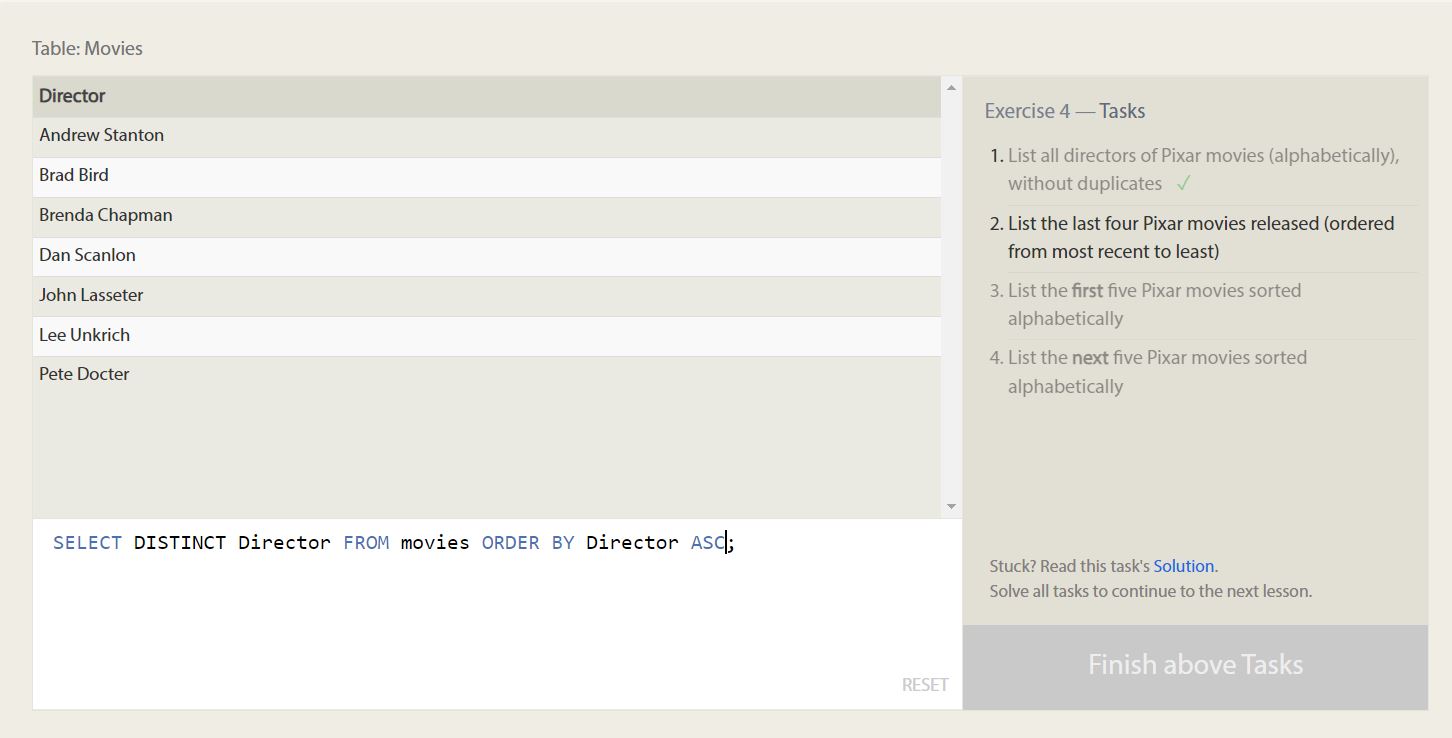 Table: Movies
Director
Andrew Stanton
Brad Bird
Brenda Chapman
Dan Scanlon
John Lasseter
Lee Unkrich
Pete Docter
SELECT DISTINCT Director FROM movies ORDER BY Director ASC;
RESET
Exercise 4 — Tasks
1. List all directors of Pixar movies (alphabetically),
without duplicates ✓
2. List the last four Pixar movies released (ordered
from most recent to least)
3. List the first five Pixar movies sorted
alphabetically
4. List the next five Pixar movies sorted
alphabetically
Stuck? Read this task's Solution.
Solve all tasks to continue to the next lesson.
Finish above Tasks